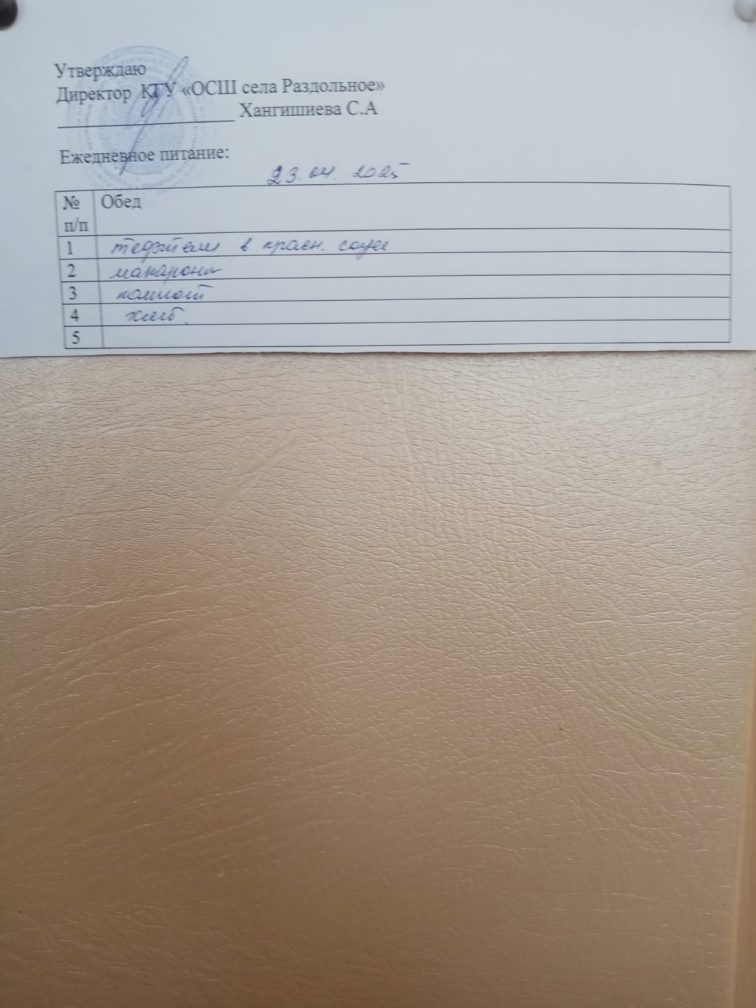 Утверждаю
Директор КГУ «ОСШ села Раздольное»
Хангишиева С.А
Ежедневное питание:
23.04.2025
№ п/п Обед
1 тефтели в красн. соусе
2 макароны
3 компот
4 хлеб
5